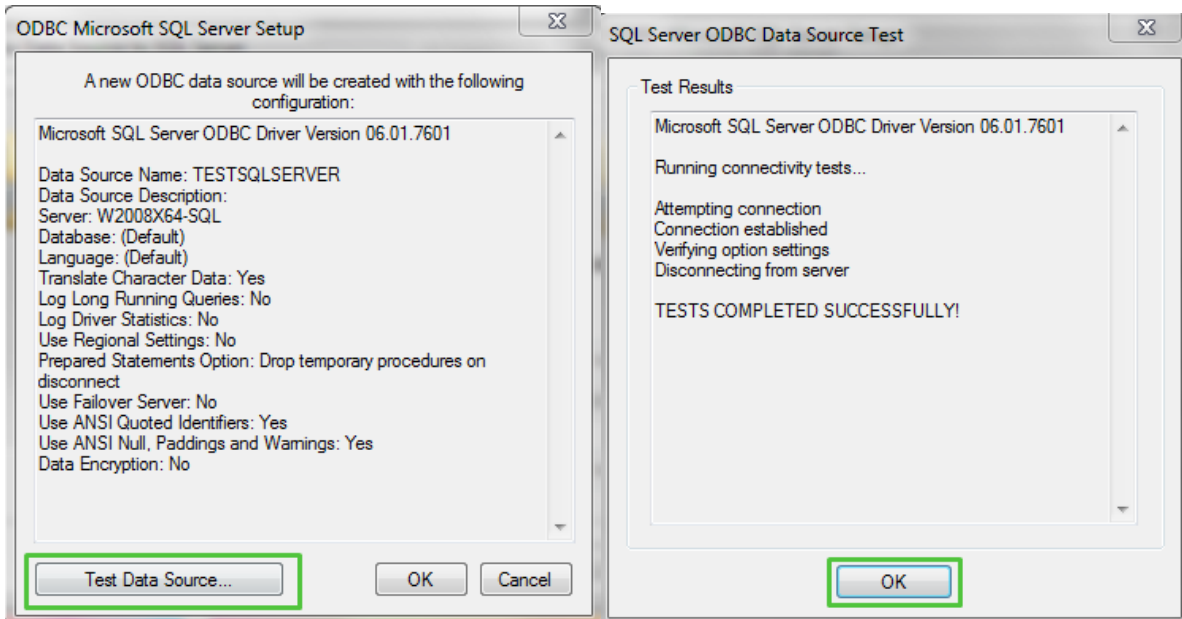 ODBC Microsoft SQL Server Setup
A new ODBC data source will be created with the following
configuration:
Microsoft SQL Server ODBC Driver Version 06.01.7601
Data Source Name: TESTSQLSERVER
Data Source Description:
Server: W2008X64-SQL
Database: (Default)
Language: (Default)
Translate Character Data: Yes
Log Long Running Queries: No
Log Driver Statistics: No
Use Regional Settings: No
Prepared Statements Option: Drop temporary procedures on
disconnect
Use Failover Server: No
Use ANSI Quoted Identifiers: Yes
Use ANSI Null, Paddings and Warnings: Yes
Data Encryption: No
Test Data Source...
OK
Cancel
SQL Server ODBC Data Source Test
Test Results
Microsoft SQL Server ODBC Driver Version 06.01.7601
Running connectivity tests...
Attempting connection
Connection established
Verifying option settings
Disconnecting from server
TESTS COMPLETED SUCCESSFULLY!
OK